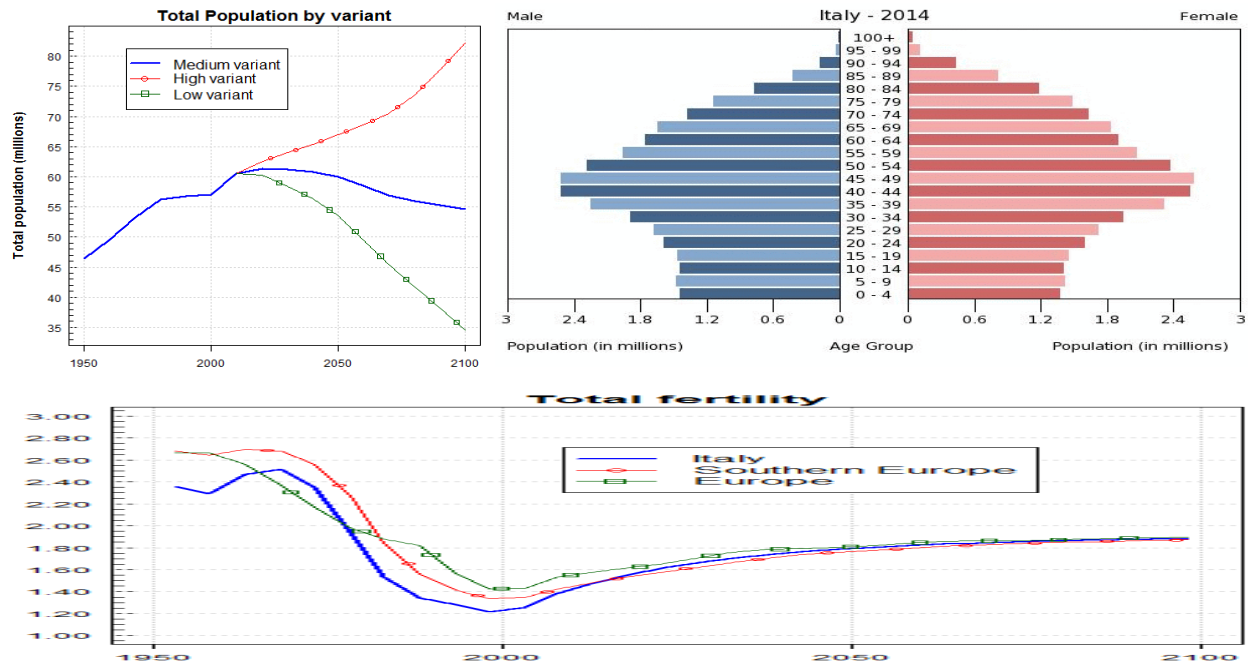 Total Population by variant
Total population (millions)
80
75
70
65
60
55
50
45
40
35
1950
2000
2050
2100
Medium variant
High variant
Low variant
Male
Italy - 2014
Female
100+
95 - 99
90 - 94
85 - 89
80 - 84
75 - 79
70 - 74
65 - 69
60 - 64
55 - 59
50 - 54
45 - 49
40 - 44
35 - 39
30 - 34
25 - 29
20 - 24
15 - 19
10 - 14
5 - 9
0 - 4
3 2.4 1.8 1.2 0.6 0 0 0.6 1.2 1.8 2.4 3
Population (in millions) Age Group Population (in millions)
Total fertility
3.00
2.80
2.60
2.40
2.20
2.00
1.80
1.60
1.40
1.20
1.00
Italy
Southern Europe
Europe
1950 2000 2050 2100